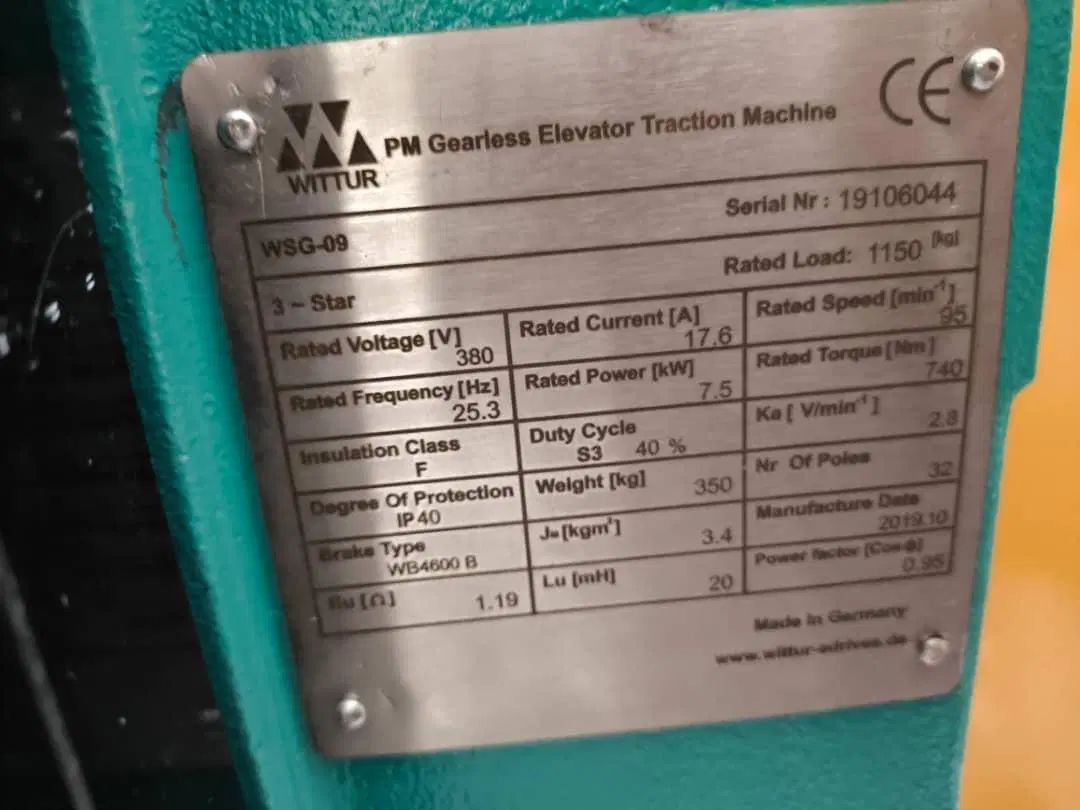 WITTUR
PM Gearless Elevator Traction Machine
CE
WSG-09 Serial Nr : 19106044
3 ~ Star Rated Load: 1150 [kg]
Rated Voltage [V] Rated Current [A] Rated Speed [min⁻¹]
380 17.6 95
Rated Frequency [Hz] Rated Power [kW] Rated Torque [Nm]
25.3 7.5 740
Insulation Class Duty Cycle Ke [ V/min⁻¹ ]
F S3 40 % 2.8
Degree Of Protection Weight [kg] Nr Of Poles
IP 40 350 32
Brake Type J [kgm²] Manufacture Date
WB4600 B 3.4 2019.10
Ru [Ω] Lu [mH] Power factor [Cos Φ]
1.19 20 0.95
Made in Germany
www.wittur-edrives.de